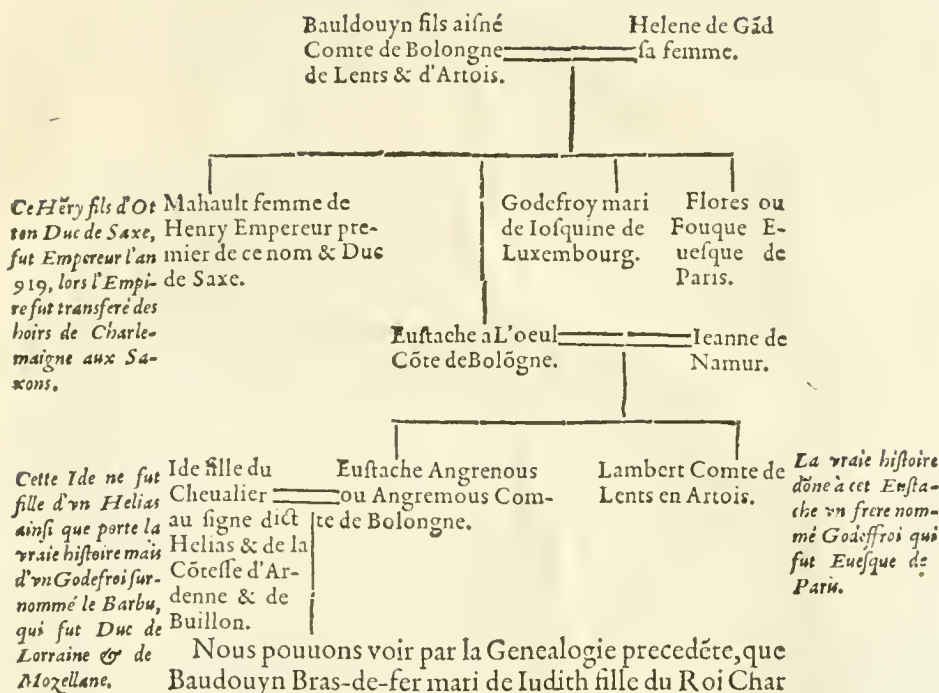 Bauldouyn fils aiſné
Comte de Bolongne
de Lents & d'Artois.
Helene de Gãd
ſa femme.
Ce Hẽry fils d'Ot
ton Duc de Saxe,
fut Empereur l'an
919, lors l'Empi-
re fut transferé des
hoirs de Charle-
maigne aux Sa-
xons.
Mahault femme de
Henry Empereur pre-
mier de ce nom & Duc
de Saxe.
Godefroy mari
de Ioſquine de
Luxembourg.
Flores ou
Fouque E-
ueſque de
Paris.
Euſtache a L'oeul
Cõte de Bolõgne.
Ieanne de
Namur.
Cette Ide ne fut
fille d'vn Helias
ainſi que porte la
vraie hiſtoire mais
d'vn Godefroi ſur-
nommé le Barbu,
qui fut Duc de
Lorraine & de
Mozellane.
Ide fille du
Cheualier
au ſigne dict
Helias & de la
Cõteſſe d'Ar-
denne & de
Buillon.
Euſtache Angrenous
ou Angremous Com-
te de Bolongne.
Lambert Comte de
Lents en Artois.
La vraie hiſtoire
dõne à cet Euſta-
che vn frere nom-
mé Godeffroi qui
fut Eueſque de
Paris.
Nous pouuons voir par la Genealogie precedẽte, que
Baudouyn Bras-de-fer mari de Iudith fille du Roi Char